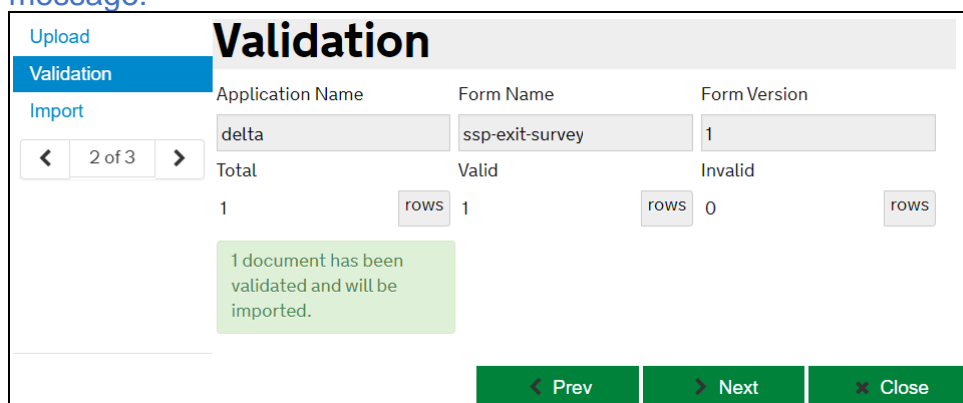 message.
Upload
Validation
Import
2 of 3
Validation
Application Name Form Name Form Version
delta ssp-exit-survey 1
Total Valid Invalid
1 rows 1 rows 0 rows
1 document has been
validated and will be
imported.
Prev Next Close